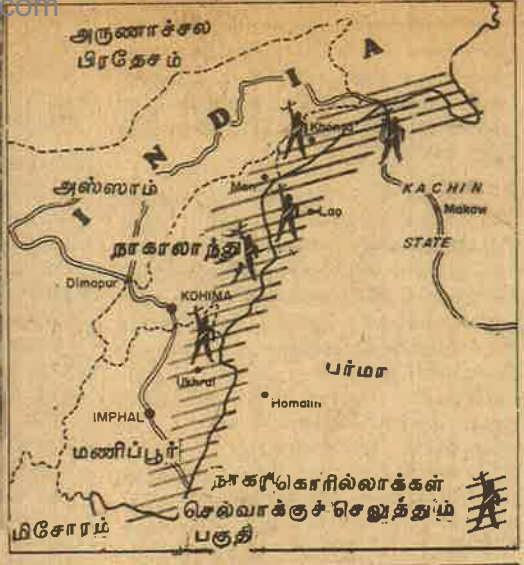 com
அருணாச்சல
பிரதேசம்
INDIA
Khonsa
அஸ்ஸாம்
Mon
KACHIN
Makaw
Lao
நாகாலாந்து
STATE
Dimapur
KOHIMA
பர்மா
Ukhrul
Homalin
IMPHAL
மணிப்பூர்
நாகா கொரில்லாக்கள்
செல்வாக்குச் செலுத்தும்
பகுதி
மிசோரம்